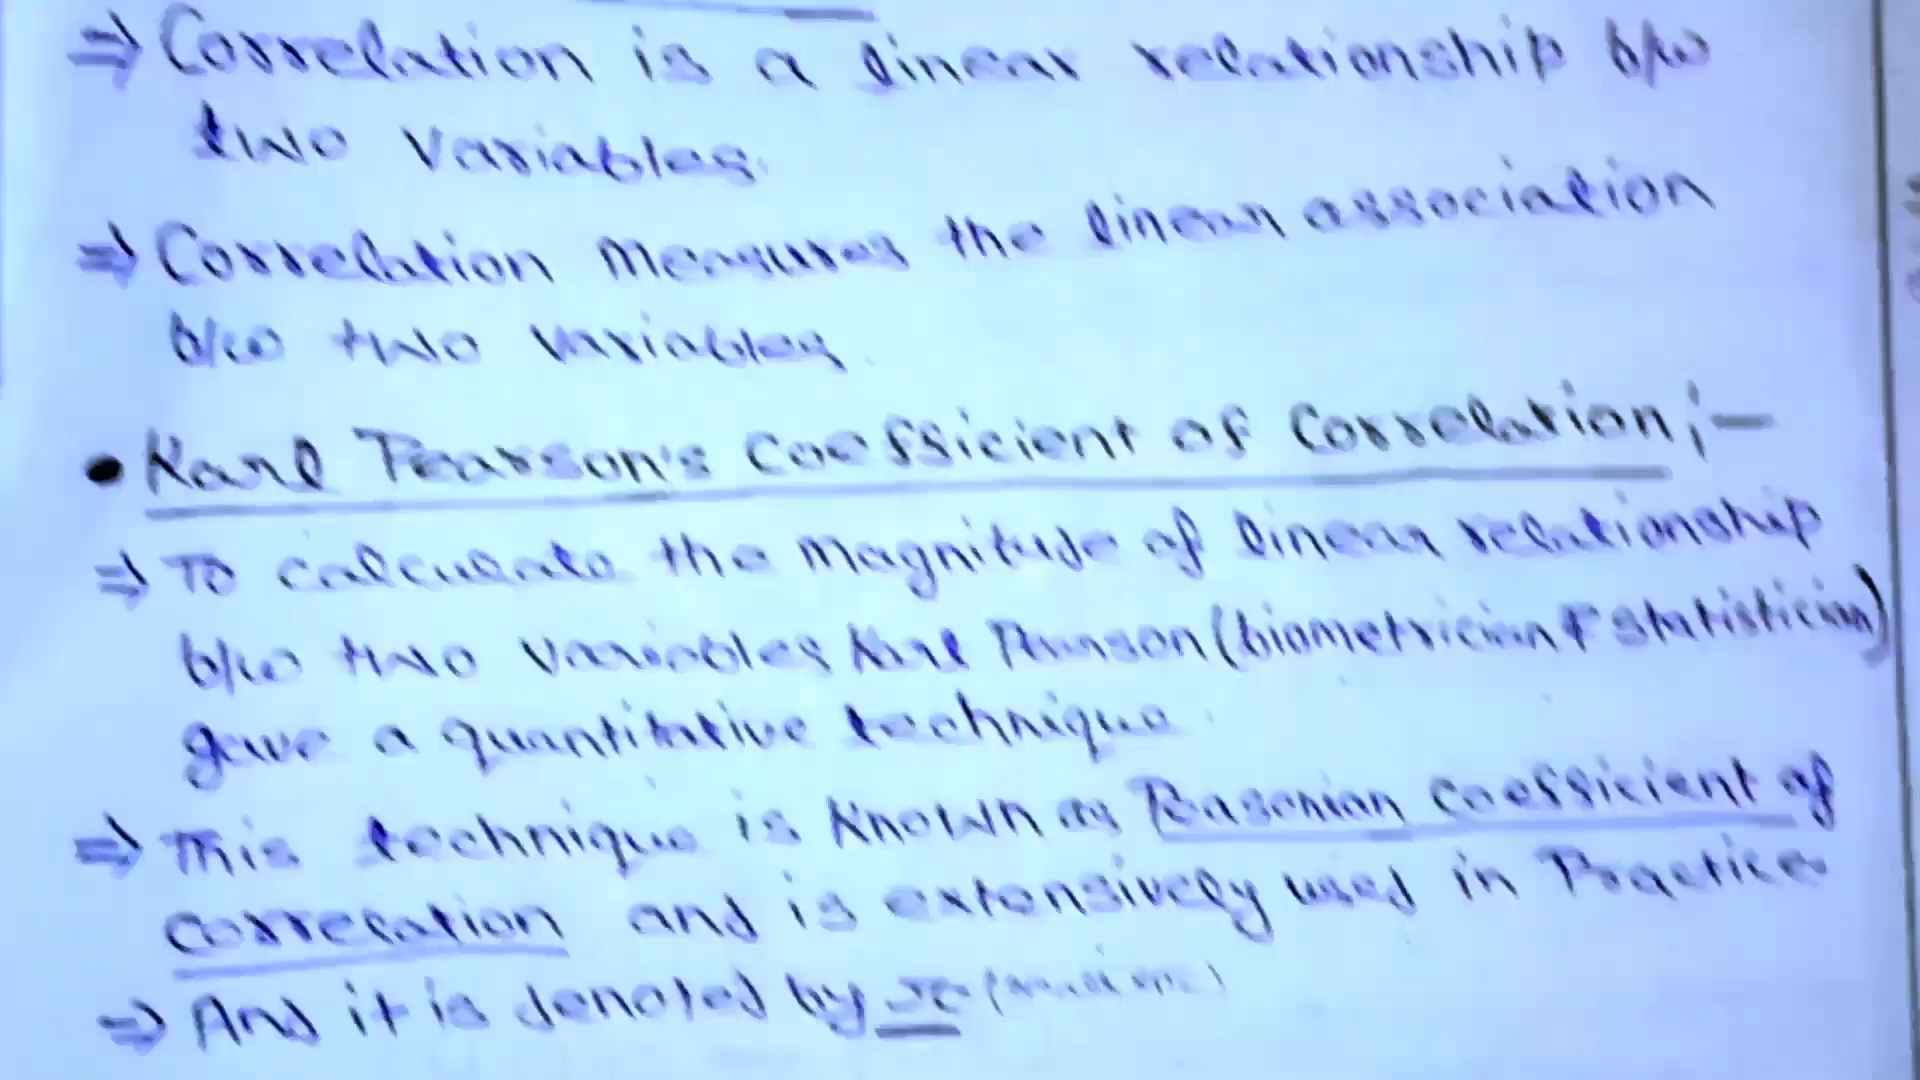 ⇒ Correlation is a linear relationship b/w
two variables.
⇒ Correlation measures the linear association
b/w two variables.
• Karl Pearson's Coefficient of Correlation;-
⇒ To calculate the magnitude of linear relationship
b/w two variables Karl Pearson (biometrician & statistician)
gave a quantitative technique.
⇒ This technique is known as Pearsonian coefficient of
correlation and is extensively used in Practice
⇒ And it is denoted by r